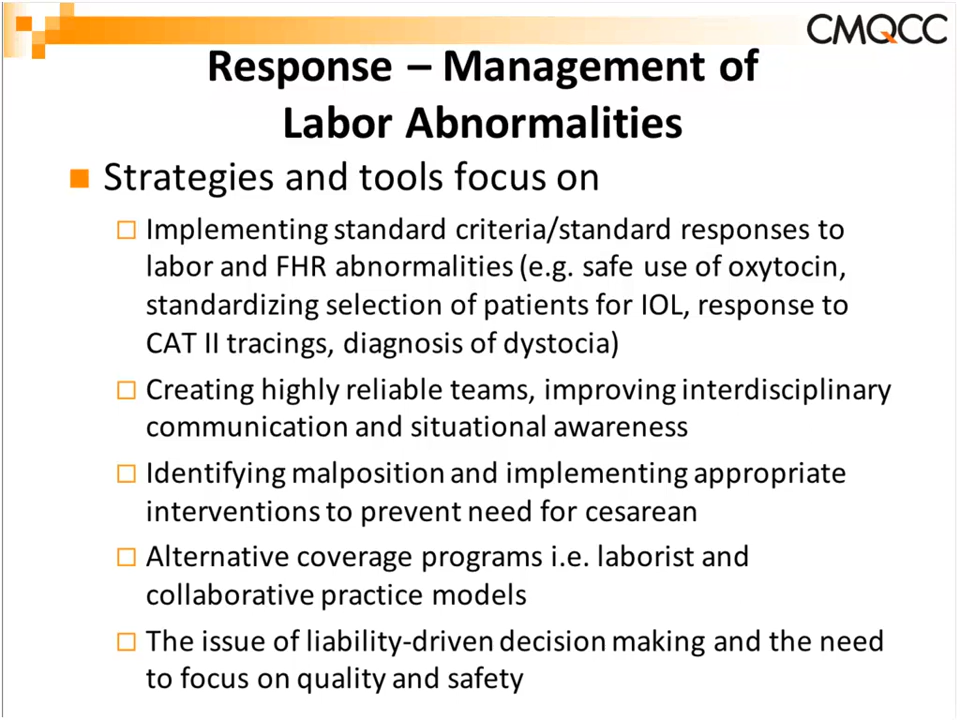 CMQCC
Response – Management of
Labor Abnormalities
Strategies and tools focus on
Implementing standard criteria/standard responses to
labor and FHR abnormalities (e.g. safe use of oxytocin,
standardizing selection of patients for IOL, response to
CAT II tracings, diagnosis of dystocia)
Creating highly reliable teams, improving interdisciplinary
communication and situational awareness
Identifying malposition and implementing appropriate
interventions to prevent need for cesarean
Alternative coverage programs i.e. laborist and
collaborative practice models
The issue of liability-driven decision making and the need
to focus on quality and safety